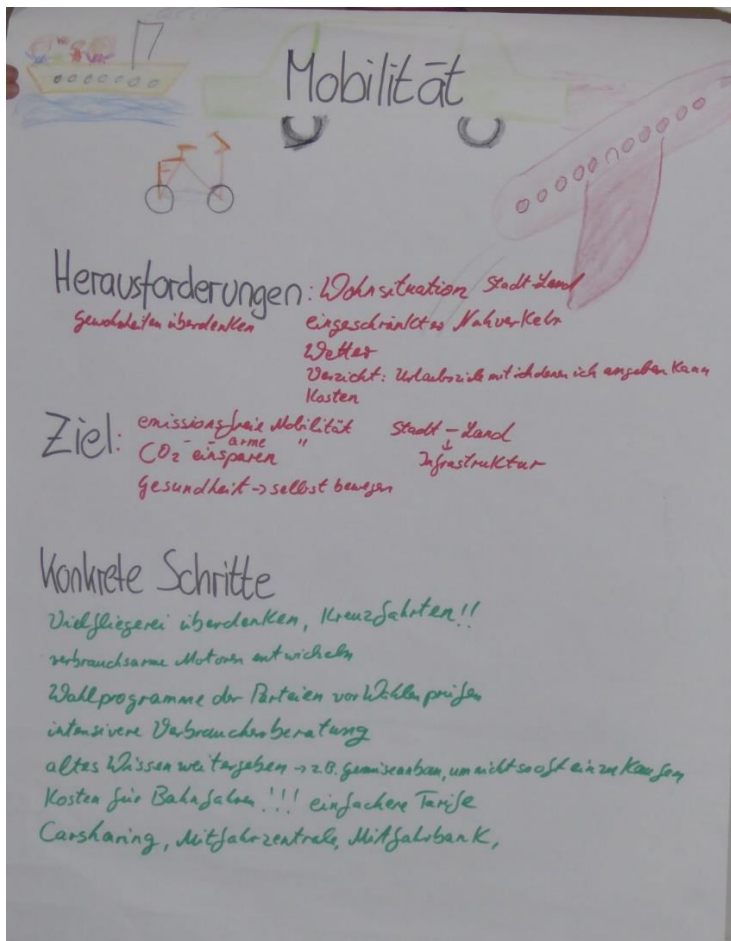 Mobilität
Herausforderungen: Wohnsituation Stadt-Land
Gewohnheiten überdenken
eingeschränktes Nahverkehr
Wetter
Verzicht: Urlaubsziele mit ich denen ich angeben kann
Kosten
Ziel: emissionsfreie Mobilität
- arme "
CO2 - einsparen
Gesundheit → selbst bewegen
Stadt - Land
↓
Infrastruktur
Konkrete Schritte
Vielfliegerei überdenken, Kreuzfahrten!!
verbrauchsarme Motoren entwickeln
Wahlprogramme der Parteien vor Wahlen prüfen
intensivere Verbraucherberatung
altes Wissen weitergeben → z.B. Gemüseanbau, um nicht so oft einzukaufen
Kosten für Bahnfahren!!! einfachere Tarife
Carsharing, Mitfahrzentrale, Mitfahrbank,